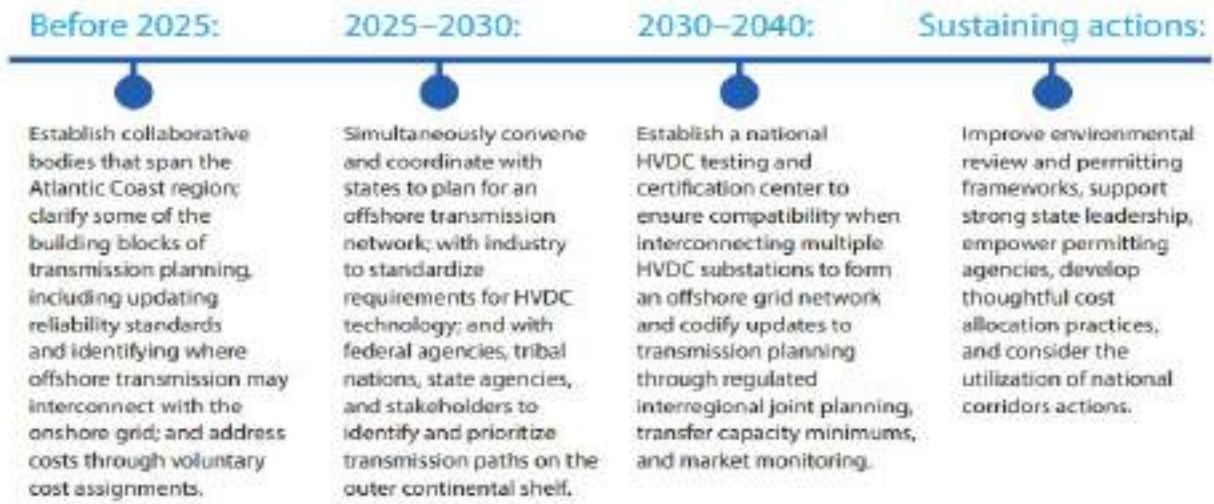 Before 2025:
Establish collaborative
bodies that span the
Atlantic Coast region;
clarify some of the
building blocks of
transmission planning,
including updating
reliability standards
and identifying where
offshore transmission may
interconnect with the
onshore grid; and address
costs through voluntary
cost assignments.
2025–2030:
Simultaneously convene
and coordinate with
states to plan for an
offshore transmission
network; with industry
to standardize
requirements for HVDC
technology; and with
federal agencies, tribal
nations, state agencies,
and stakeholders to
identify and prioritize
transmission paths on the
outer continental shelf.
2030–2040:
Establish a national
HVDC testing and
certification center to
ensure compatibility when
interconnecting multiple
HVDC substations to form
an offshore grid network
and codify updates to
transmission planning
through regulated
interregional joint planning,
transfer capacity minimums,
and market monitoring.
Sustaining actions:
Improve environmental
review and permitting
frameworks, support
strong state leadership,
empower permitting
agencies, develop
thoughtful cost
allocation practices,
and consider the
utilization of national
corridors actions.